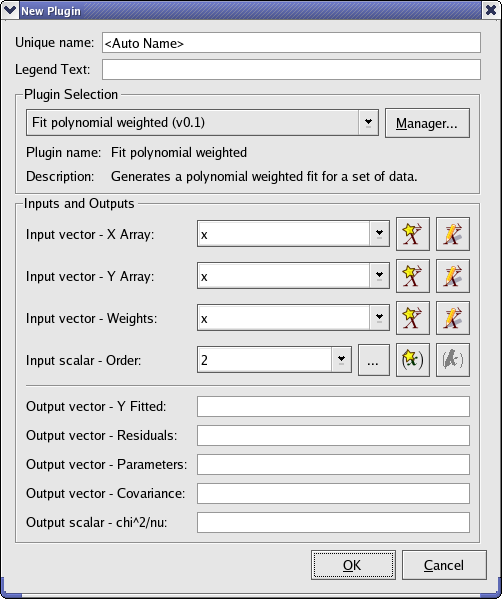 New Plugin
Unique name: <Auto Name>
Legend Text:
Plugin Selection
Fit polynomial weighted (v0.1) Manager...
Plugin name: Fit polynomial weighted
Description: Generates a polynomial weighted fit for a set of data.
Inputs and Outputs
Input vector - X Array: x
Input vector - Y Array: x
Input vector - Weights: x
Input scalar - Order: 2 ...
Output vector - Y Fitted:
Output vector - Residuals:
Output vector - Parameters:
Output vector - Covariance:
Output scalar - chi^2/nu:
OK Cancel